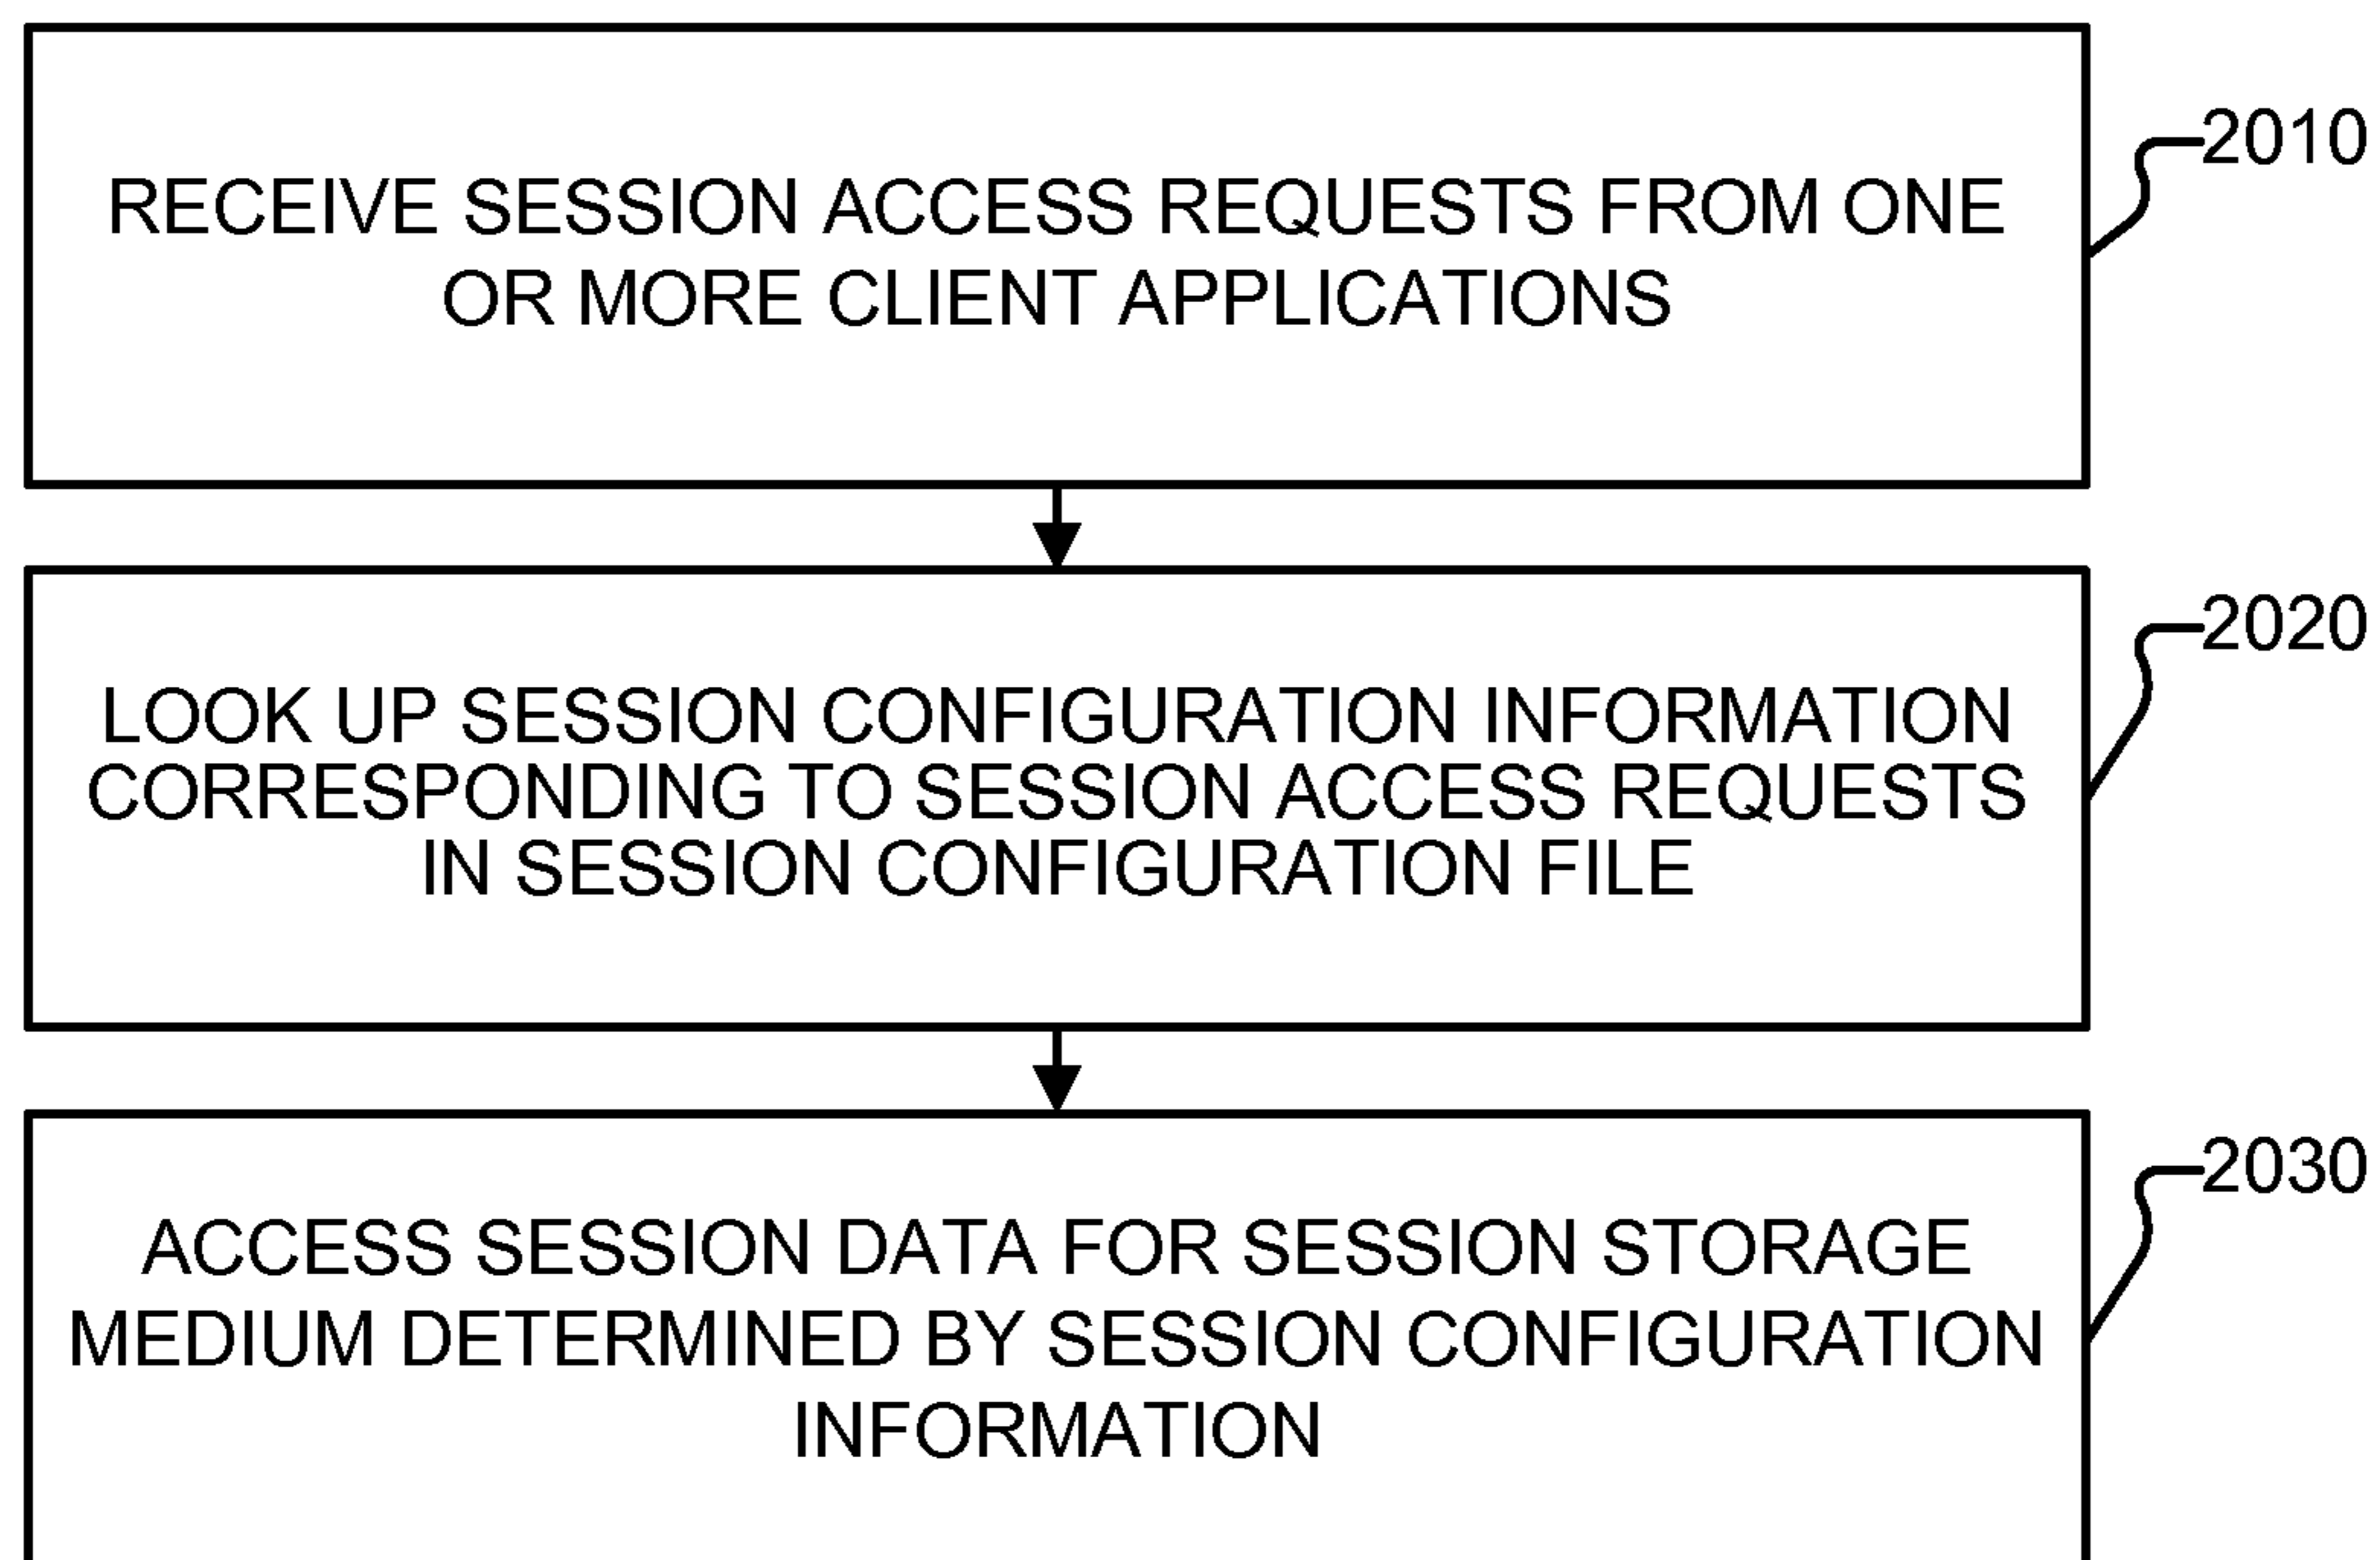 2010
RECEIVE SESSION ACCESS REQUESTS FROM ONE
OR MORE CLIENT APPLICATIONS
2020
LOOK UP SESSION CONFIGURATION INFORMATION
CORRESPONDING TO SESSION ACCESS REQUESTS
IN SESSION CONFIGURATION FILE
2030
ACCESS SESSION DATA FOR SESSION STORAGE
MEDIUM DETERMINED BY SESSION CONFIGURATION
INFORMATION